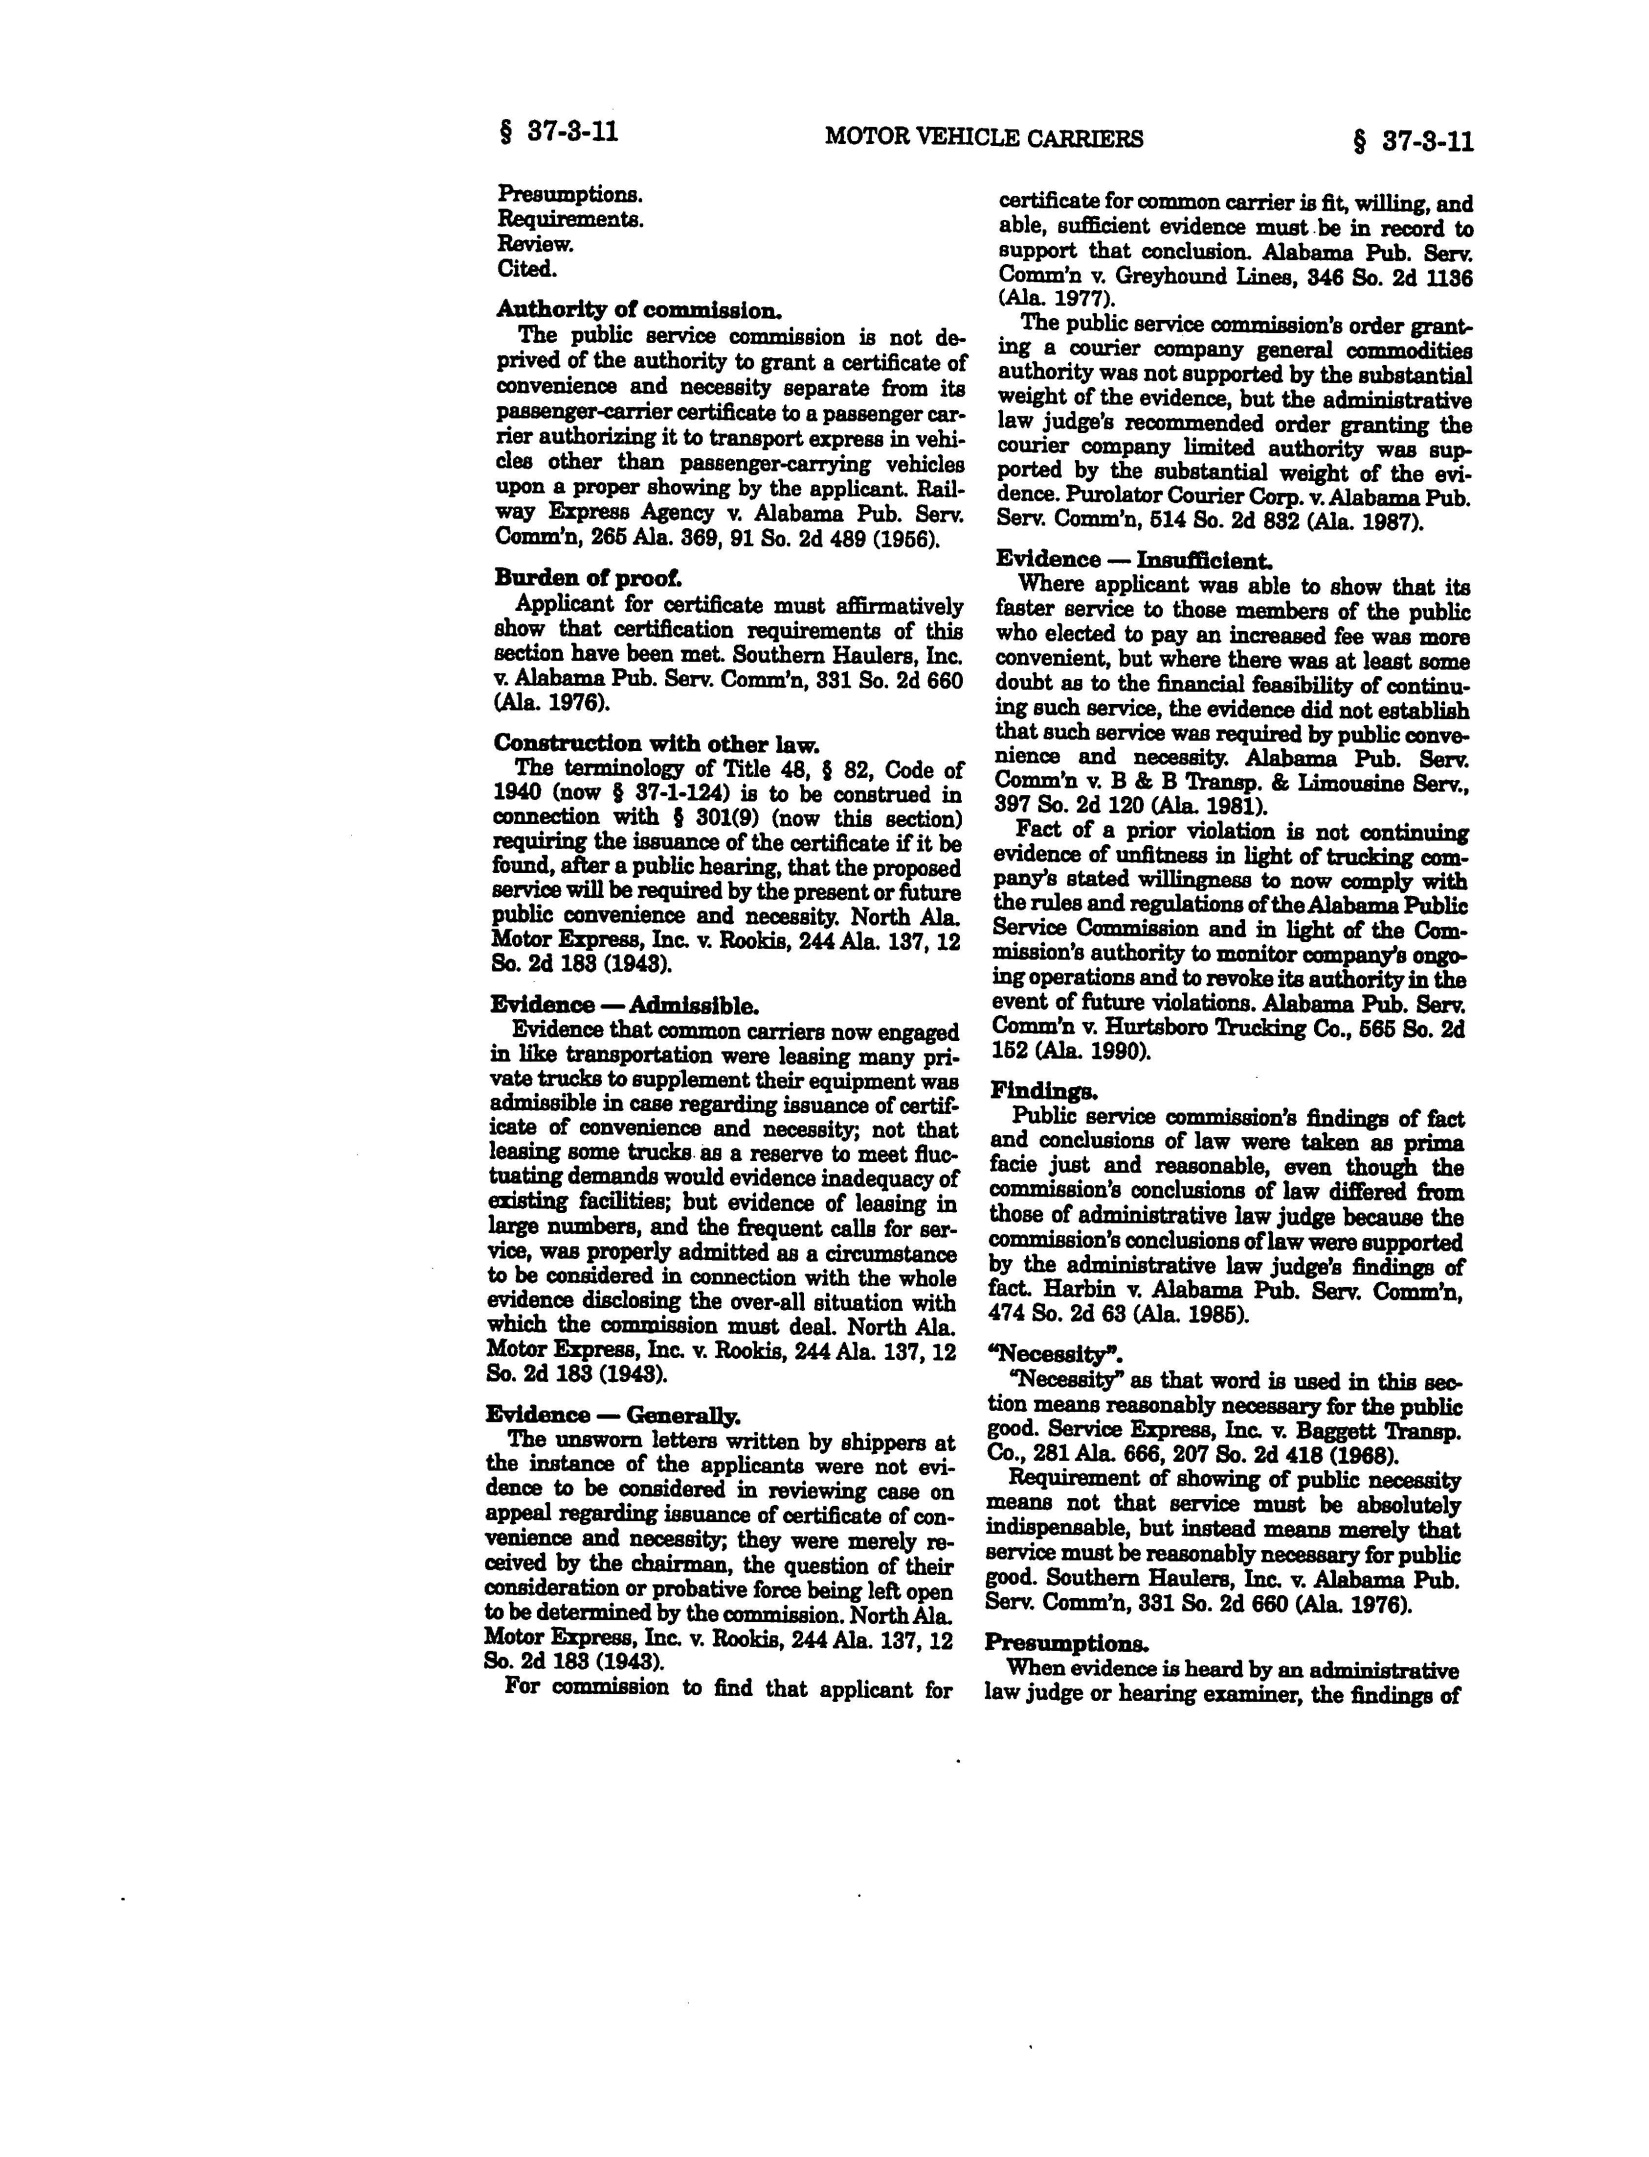 § 37-3-11 MOTOR VEHICLE CARRIERS § 37-3-11
Presumptions.
Requirements.
Review.
Cited.
Authority of commission.
The public service commission is not de-
prived of the authority to grant a certificate of
convenience and necessity separate from its
passenger-carrier certificate to a passenger car-
rier authorizing it to transport express in vehi-
cles other than passenger-carrying vehicles
upon a proper showing by the applicant. Rail-
way Express Agency v. Alabama Pub. Serv.
Comm'n, 265 Ala. 369, 91 So. 2d 489 (1956).
Burden of proof.
Applicant for certificate must affirmatively
show that certification requirements of this
section have been met. Southern Haulers, Inc.
v. Alabama Pub. Serv. Comm'n, 331 So. 2d 660
(Ala. 1976).
Construction with other law.
The terminology of Title 48, § 82, Code of
1940 (now § 37-1-124) is to be construed in
connection with § 301(9) (now this section)
requiring the issuance of the certificate if it be
found, after a public hearing, that the proposed
service will be required by the present or future
public convenience and necessity. North Ala.
Motor Express, Inc. v. Rookis, 244 Ala. 137, 12
So. 2d 183 (1943).
Evidence — Admissible.
Evidence that common carriers now engaged
in like transportation were leasing many pri-
vate trucks to supplement their equipment was
admissible in case regarding issuance of certif-
icate of convenience and necessity; not that
leasing some trucks as a reserve to meet fluc-
tuating demands would evidence inadequacy of
existing facilities; but evidence of leasing in
large numbers, and the frequent calls for ser-
vice, was properly admitted as a circumstance
to be considered in connection with the whole
evidence disclosing the over-all situation with
which the commission must deal. North Ala.
Motor Express, Inc. v. Rookis, 244 Ala. 137, 12
So. 2d 183 (1943).
Evidence — Generally.
The unsworn letters written by shippers at
the instance of the applicants were not evi-
dence to be considered in reviewing case on
appeal regarding issuance of certificate of con-
venience and necessity; they were merely re-
ceived by the chairman, the question of their
consideration or probative force being left open
to be determined by the commission. North Ala.
Motor Express, Inc. v. Rookis, 244 Ala. 137, 12
So. 2d 183 (1943).
For commission to find that applicant for
certificate for common carrier is fit, willing, and
able, sufficient evidence must be in record to
support that conclusion. Alabama Pub. Serv.
Comm'n v. Greyhound Lines, 346 So. 2d 1136
(Ala. 1977).
The public service commission's order grant-
ing a courier company general commodities
authority was not supported by the substantial
weight of the evidence, but the administrative
law judge's recommended order granting the
courier company limited authority was sup-
ported by the substantial weight of the evi-
dence. Purolator Courier Corp. v. Alabama Pub.
Serv. Comm'n, 514 So. 2d 832 (Ala. 1987).
Evidence — Insufficient.
Where applicant was able to show that its
faster service to those members of the public
who elected to pay an increased fee was more
convenient, but where there was at least some
doubt as to the financial feasibility of continu-
ing such service, the evidence did not establish
that such service was required by public conve-
nience and necessity. Alabama Pub. Serv.
Comm'n v. B & B Transp. & Limousine Serv.,
397 So. 2d 120 (Ala. 1981).
Fact of a prior violation is not continuing
evidence of unfitness in light of trucking com-
pany's stated willingness to now comply with
the rules and regulations of the Alabama Public
Service Commission and in light of the Com-
mission's authority to monitor company's ongo-
ing operations and to revoke its authority in the
event of future violations. Alabama Pub. Serv.
Comm'n v. Hurtsboro Trucking Co., 565 So. 2d
152 (Ala. 1990).
Findings.
Public service commission's findings of fact
and conclusions of law were taken as prima
facie just and reasonable, even though the
commission's conclusions of law differed from
those of administrative law judge because the
commission's conclusions of law were supported
by the administrative law judge's findings of
fact. Harbin v. Alabama Pub. Serv. Comm'n,
474 So. 2d 63 (Ala. 1985).
“Necessity”.
“Necessity” as that word is used in this sec-
tion means reasonably necessary for the public
good. Service Express, Inc. v. Baggett Transp.
Co., 281 Ala. 666, 207 So. 2d 418 (1968).
Requirement of showing of public necessity
means not that service must be absolutely
indispensable, but instead means merely that
service must be reasonably necessary for public
good. Southern Haulers, Inc. v. Alabama Pub.
Serv. Comm'n, 331 So. 2d 660 (Ala. 1976).
Presumptions.
When evidence is heard by an administrative
law judge or hearing examiner, the findings of